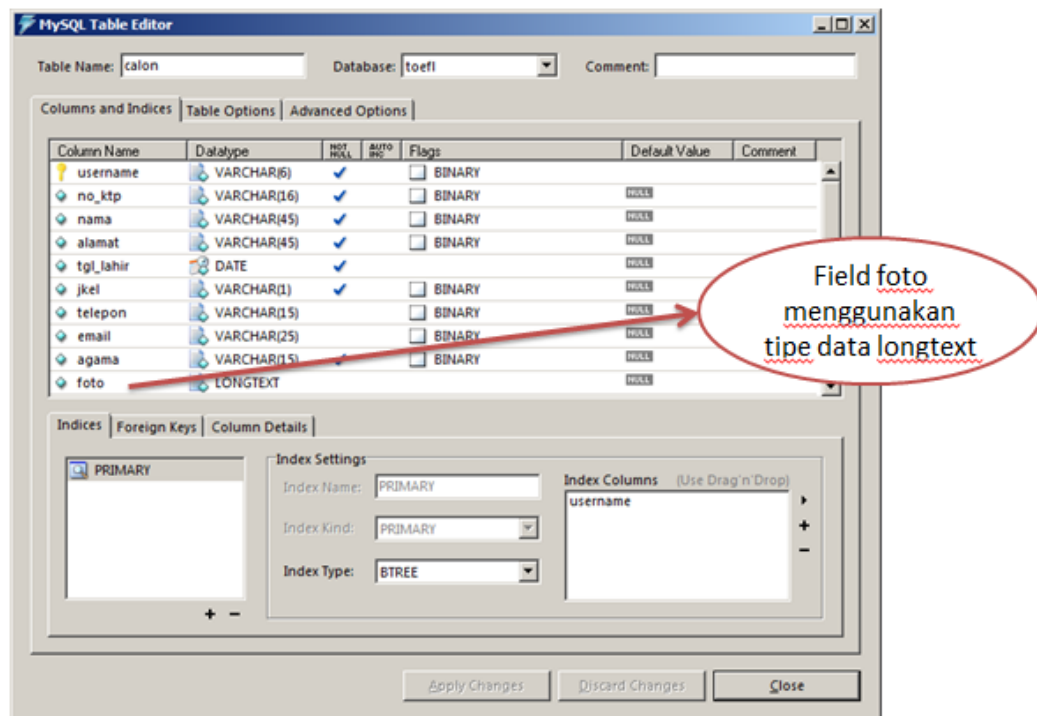 MySQL Table Editor
Table Name: calon Database: toefl Comment:
Columns and Indices Table Options Advanced Options
Column Name Datatype NOT NULL AUTO INC Flags Default Value Comment
username VARCHAR(6) BINARY
no_ktp VARCHAR(16) BINARY NULL
nama VARCHAR(45) BINARY NULL
alamat VARCHAR(45) BINARY NULL
tgl_lahir DATE NULL
jkel VARCHAR(1) BINARY NULL
telepon VARCHAR(15) BINARY NULL
email VARCHAR(25) BINARY NULL
agama VARCHAR(15) BINARY NULL
foto LONGTEXT NULL
Field foto
menggunakan
tipe data longtext
Indices Foreign Keys Column Details
PRIMARY
Index Settings
Index Name: PRIMARY
Index Kind: PRIMARY
Index Type: BTREE
Index Columns (Use Drag'n'Drop)
username
Apply Changes Discard Changes Close